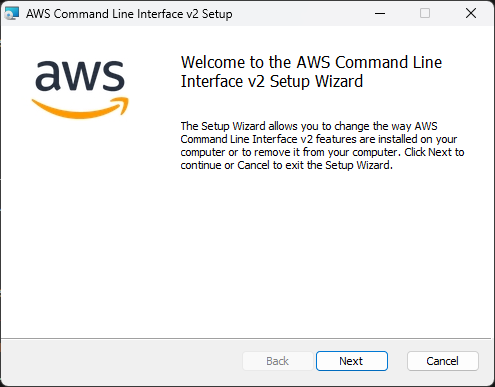 AWS Command Line Interface v2 Setup
aws
Welcome to the AWS Command Line
Interface v2 Setup Wizard
The Setup Wizard allows you to change the way AWS
Command Line Interface v2 features are installed on your
computer or to remove it from your computer. Click Next to
continue or Cancel to exit the Setup Wizard.
Back Next Cancel